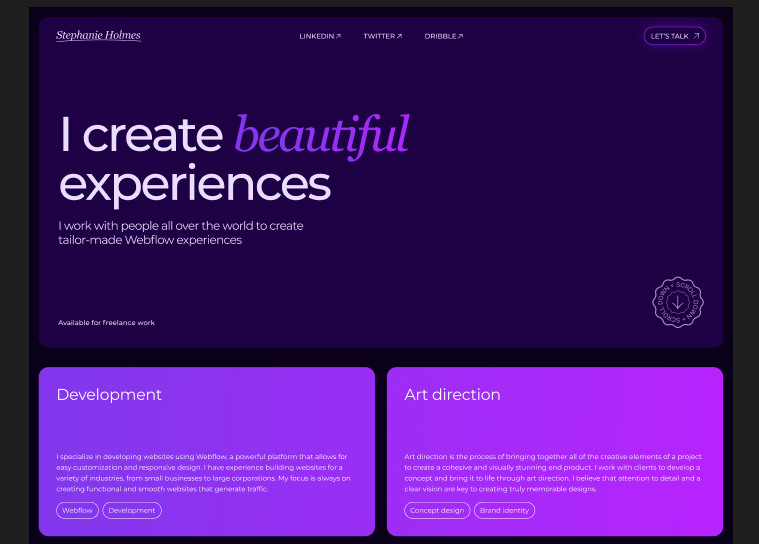 Stephanie Holmes
LINKEDIN
TWITTER
DRIBBLE
LET'S TALK
I create beautiful
experiences
I work with people all over the world to create
tailor-made Webflow experiences
SCROLL DOWN • SCROLL DOWN •
Available for freelance work
Development
I specialize in developing websites using Webflow, a powerful platform that allows for
easy customization and responsive design. I have experience building websites for a
variety of industries, from small businesses to large corporations. My focus is always on
creating functional and smooth websites that generate traffic.
Webflow
Development
Art direction
Art direction is the process of bringing together all of the creative elements of a project
to create a cohesive and visually stunning end product. I work with clients to develop a
concept and bring it to life through art direction. I believe that attention to detail and a
clear vision are key to creating truly memorable designs.
Concept design
Brand identity